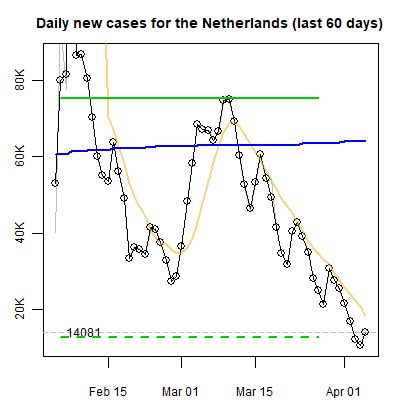 Daily new cases for the Netherlands (last 60 days)
80K
60K
40K
20K
14081
Feb 15
Mar 01
Mar 15
Apr 01